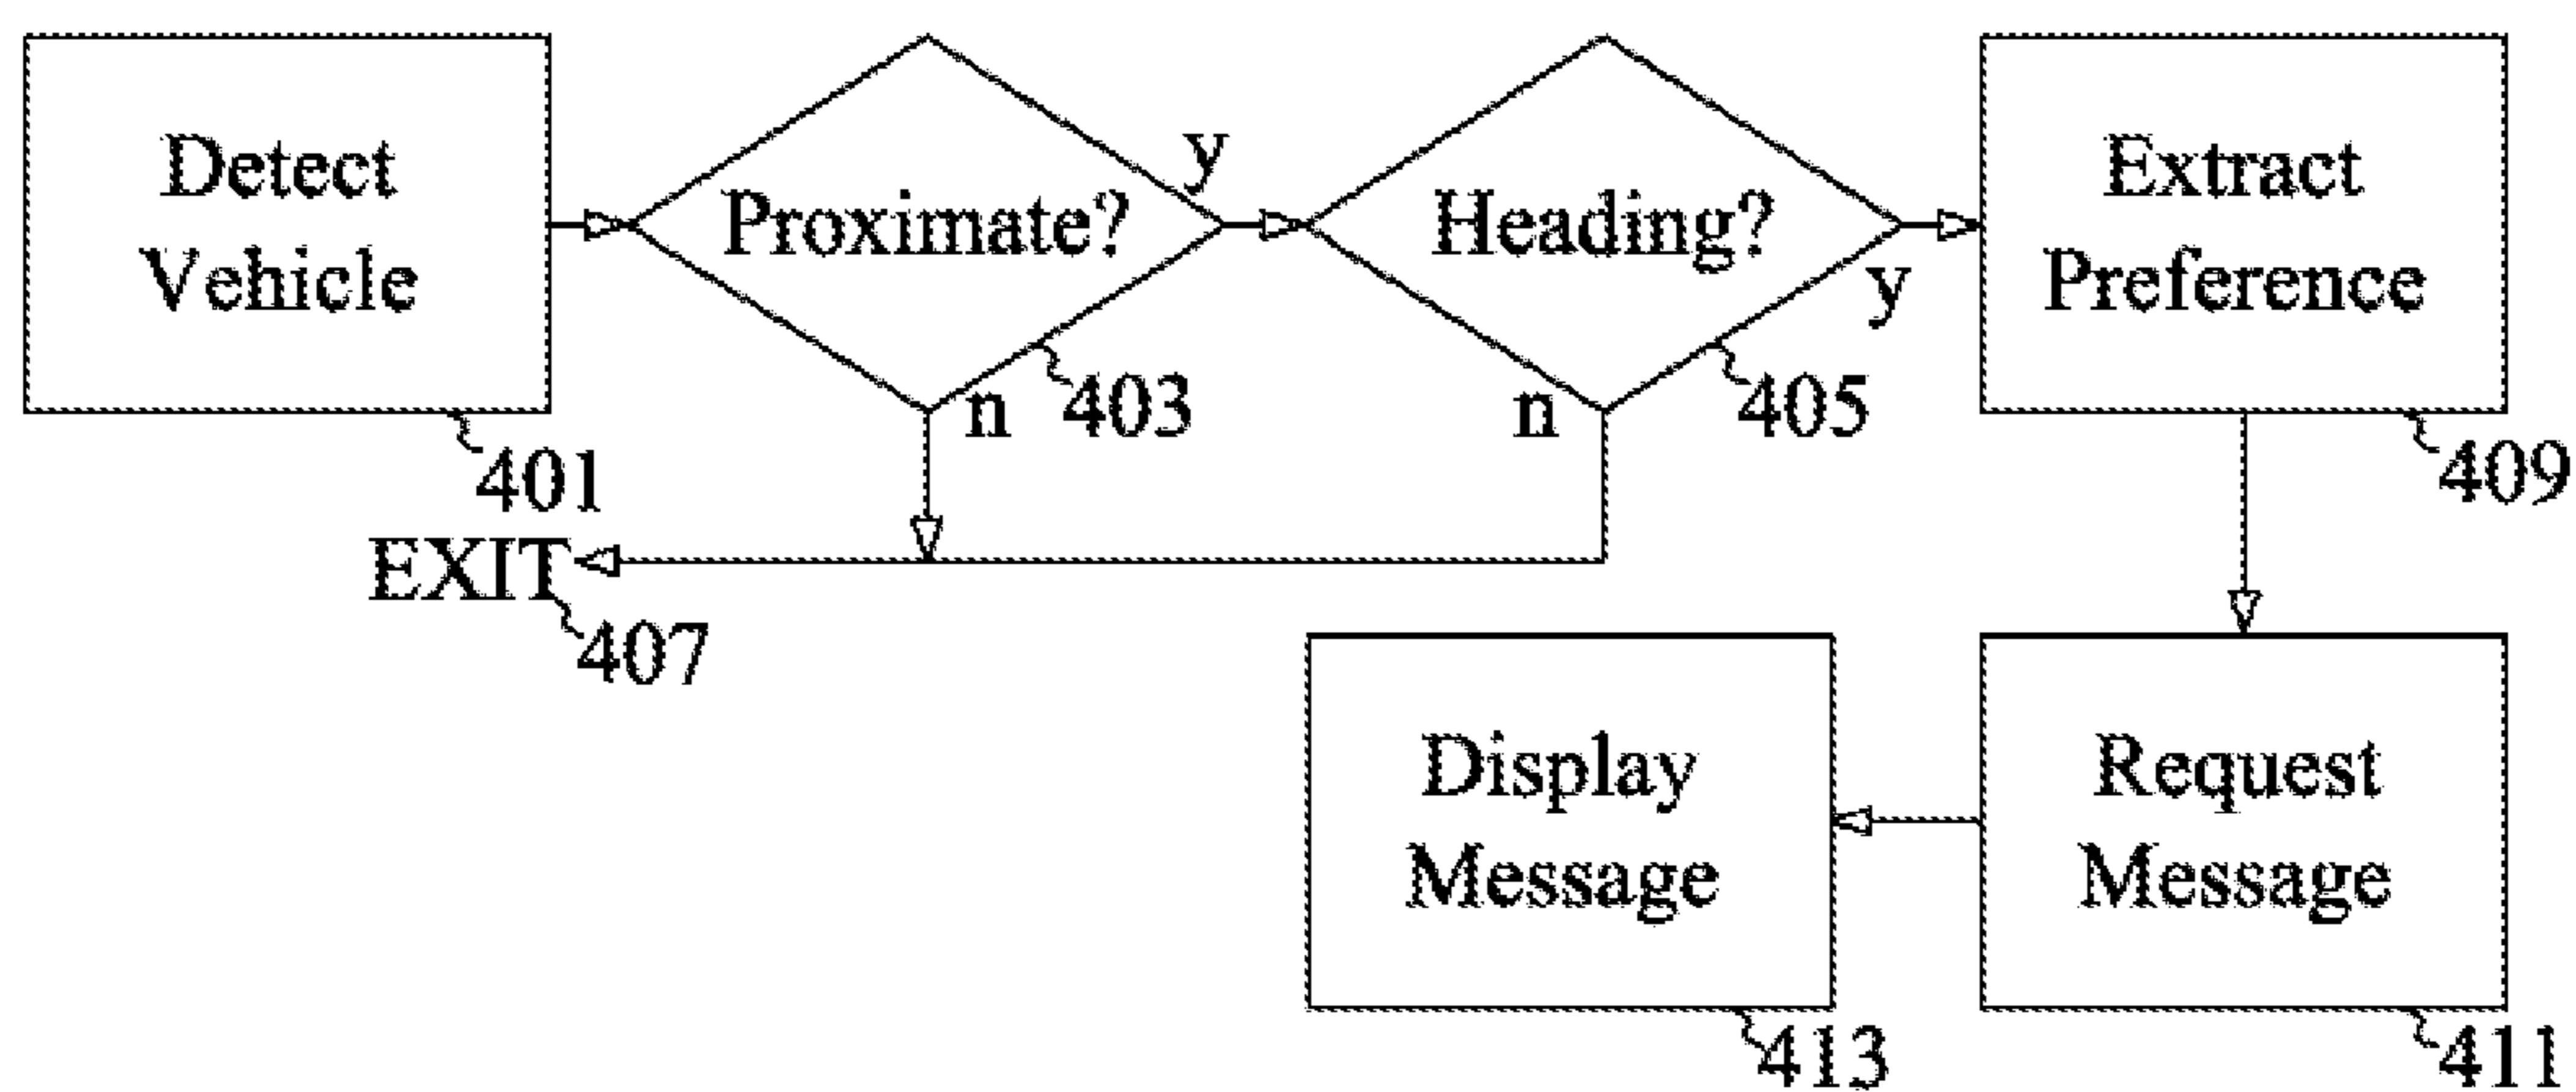 Detect
Vehicle
401
Proximate?
y
n
403
Heading?
y
n
405
Extract
Preference
409
EXIT
407
Display
Message
413
Request
Message
411